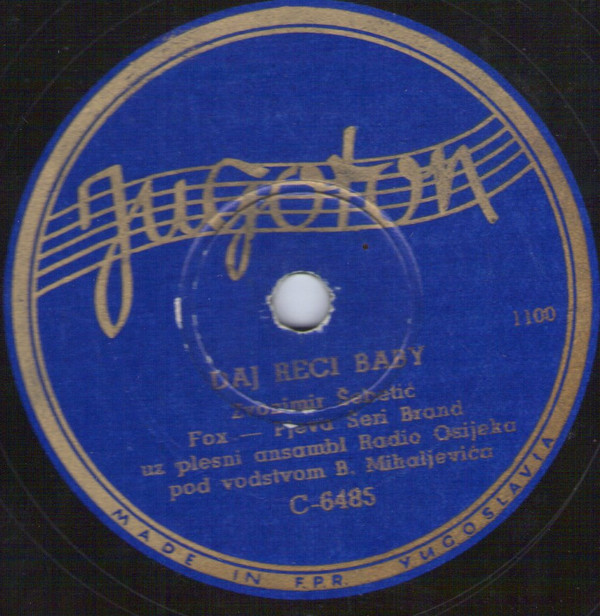 Jugoton
1100
DAJ RECI BABY
Zvonimir Šebetić
Fox — Pjeva Seri Brand
uz plesni ansambl Radio Osijeka
pod vodstvom B. Mihaljevića
C-6485
MADE IN F.P.R. YUGOSLAVIA